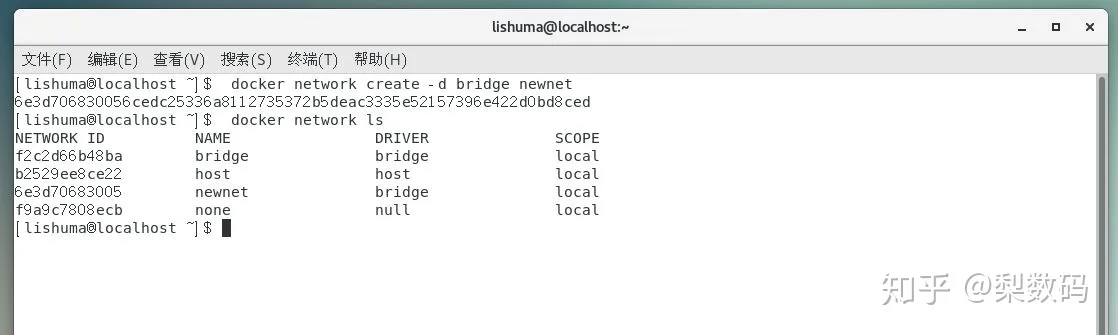 lishuma@localhost:~
文件(F) 编辑(E) 查看(V) 搜索(S) 终端(T) 帮助(H)
[lishuma@localhost ~]$ docker network create -d bridge newnet
6e3d706830056cedc25336a8112735372b5deac3335e52157396e422d0bd8ced
[lishuma@localhost ~]$ docker network ls
NETWORK ID NAME DRIVER SCOPE
f2c2d66b48ba bridge bridge local
b2529ee8ce22 host host local
6e3d70683005 newnet bridge local
f9a9c7808ecb none null local
[lishuma@localhost ~]$
知乎 @梨数码